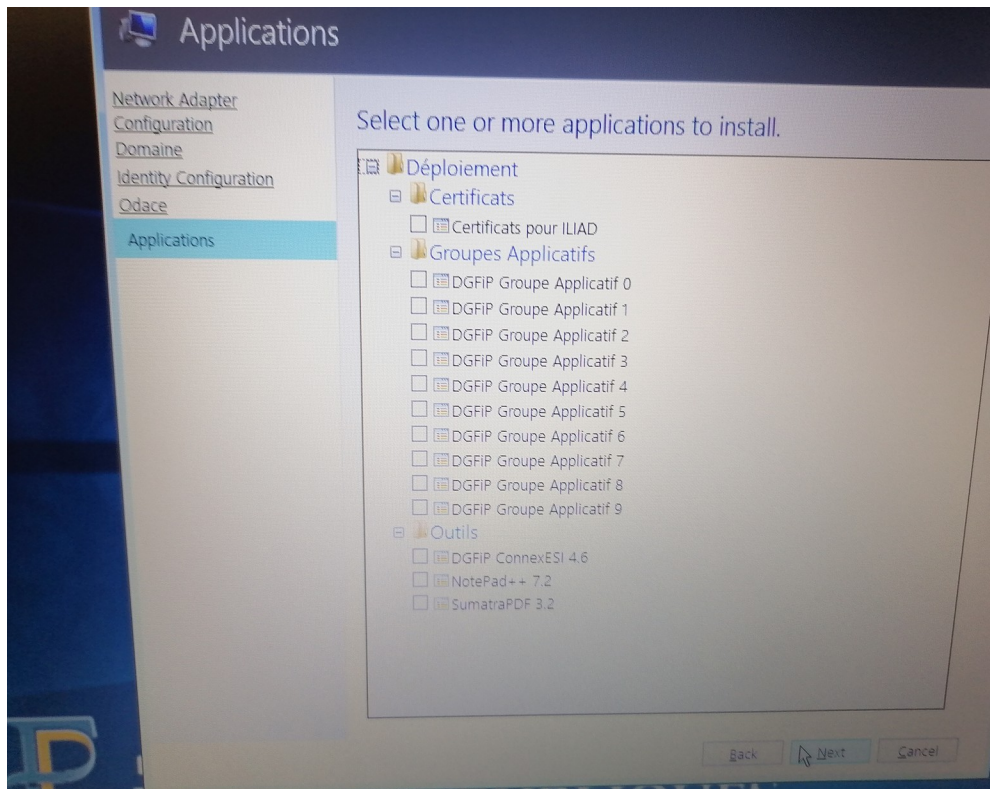 Applications
Network Adapter
Configuration
Domaine
Identity Configuration
Odace
Applications
Select one or more applications to install.
Déploiement
Certificats
Certificats pour ILIAD
Groupes Applicatifs
DGFiP Groupe Applicatif 0
DGFiP Groupe Applicatif 1
DGFiP Groupe Applicatif 2
DGFiP Groupe Applicatif 3
DGFiP Groupe Applicatif 4
DGFiP Groupe Applicatif 5
DGFiP Groupe Applicatif 6
DGFiP Groupe Applicatif 7
DGFiP Groupe Applicatif 8
DGFiP Groupe Applicatif 9
Outils
DGFiP ConnexESI 4.6
NotePad++ 7.2
SumatraPDF 3.2
Back
Next
Cancel